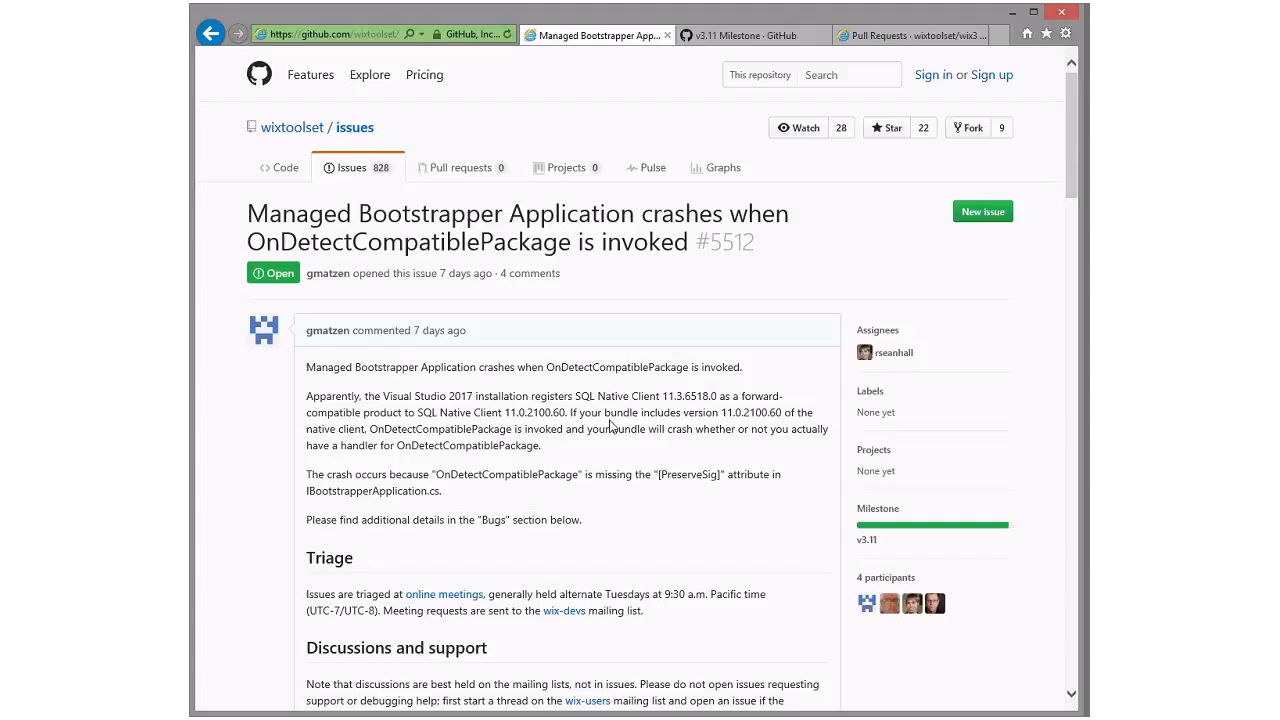 https://github.com/wixtoolset/
GitHub, Inc...
Managed Bootstrapper App...
v3.11 Milestone · GitHub
Pull Requests · wixtoolset/wix3 ...
Features Explore Pricing
This repository Search
Sign in or Sign up
wixtoolset / issues
Watch 28
Star 22
Fork 9
Code
Issues 828
Pull requests 0
Projects 0
Pulse
Graphs
Managed Bootstrapper Application crashes when
OnDetectCompatiblePackage is invoked #5512
New issue
Open gmatzen opened this issue 7 days ago · 4 comments
gmatzen commented 7 days ago
Managed Bootstrapper Application crashes when OnDetectCompatiblePackage is invoked.
Apparently, the Visual Studio 2017 installation registers SQL Native Client 11.3.6518.0 as a forward-
compatible product to SQL Native Client 11.0.2100.60. If your bundle includes version 11.0.2100.60 of the
native client, OnDetectCompatiblePackage is invoked and your bundle will crash whether or not you actually
have a handler for OnDetectCompatiblePackage.
The crash occurs because "OnDetectCompatiblePackage" is missing the "[PreserveSig]" attribute in
IBootstrapperApplication.cs.
Please find additional details in the "Bugs" section below.
Triage
Issues are triaged at online meetings, generally held alternate Tuesdays at 9:30 a.m. Pacific time
(UTC-7/UTC-8). Meeting requests are sent to the wix-devs mailing list.
Discussions and support
Note that discussions are best held on the mailing lists, not in issues. Please do not open issues requesting
support or debugging help; first start a thread on the wix-users mailing list and open an issue if the
Assignees
rseanhall
Labels
None yet
Projects
None yet
Milestone
v3.11
4 participants